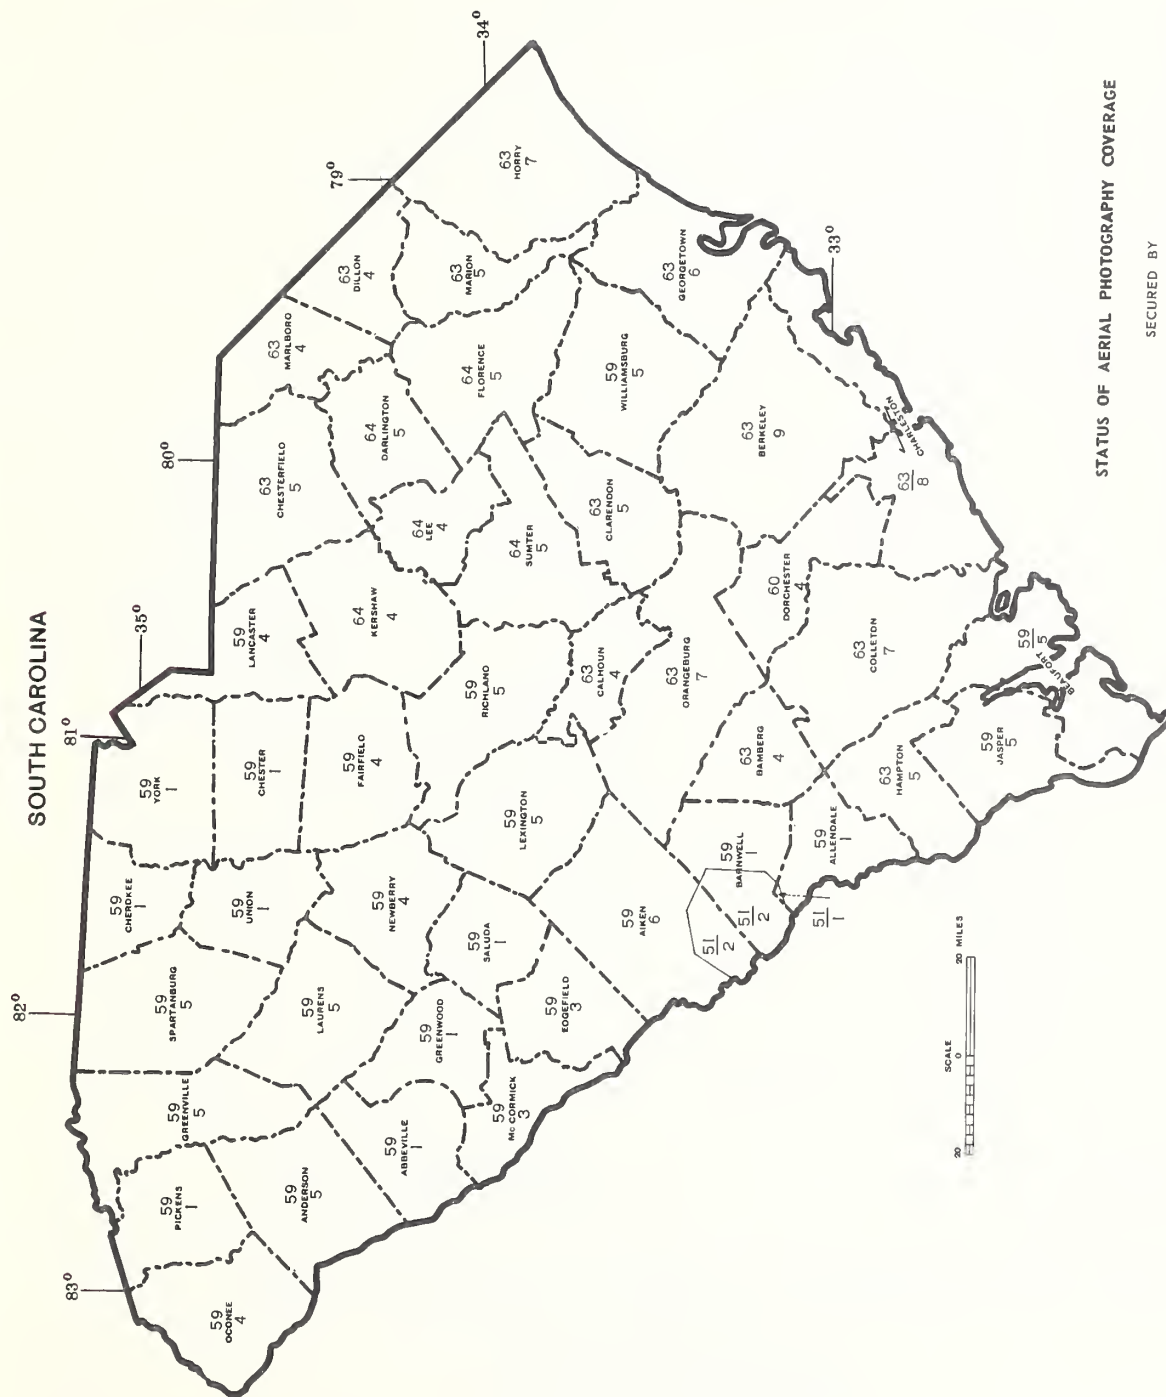 SOUTH CAROLINA
83°
82°
81°
35°
80°
79°
34°
33°
59
OCONEE
4
59
PICKENS
1
59
GREENVILLE
5
59
SPARTANBURG
5
59
CHEROKEE
1
59
YORK
1
59
LANCASTER
4
63
CHESTERFIELD
5
63
MARLBORO
4
63
DILLON
4
63
HORRY
7
59
ANDERSON
5
59
LAURENS
5
59
UNION
1
59
CHESTER
1
64
KERSHAW
4
64
DARLINGTON
5
63
MARION
5
59
ABBEVILLE
1
59
GREENWOOD
1
59
NEWBERRY
4
59
FAIRFIELD
4
64
LEE
4
64
FLORENCE
5
59
McCORMICK
3
59
EDGEFIELD
3
59
SALUDA
1
59
LEXINGTON
5
59
RICHLAND
5
64
SUMTER
5
59
WILLIAMSBURG
5
63
GEORGETOWN
6
59
AIKEN
6
63
CALHOUN
4
63
CLARENDON
5
63
ORANGEBURG
7
63
BERKELEY
9
51
2
51
2
51
1
59
BARNWELL
1
63
BAMBERG
4
60
DORCHESTER
4
59
ALLENDALE
1
63
HAMPTON
5
63
COLLETON
7
63
8
CHARLESTON
59
JASPER
5
59
5
BEAUFORT
SCALE
20 0 20 MILES
STATUS OF AERIAL PHOTOGRAPHY COVERAGE
SECURED BY